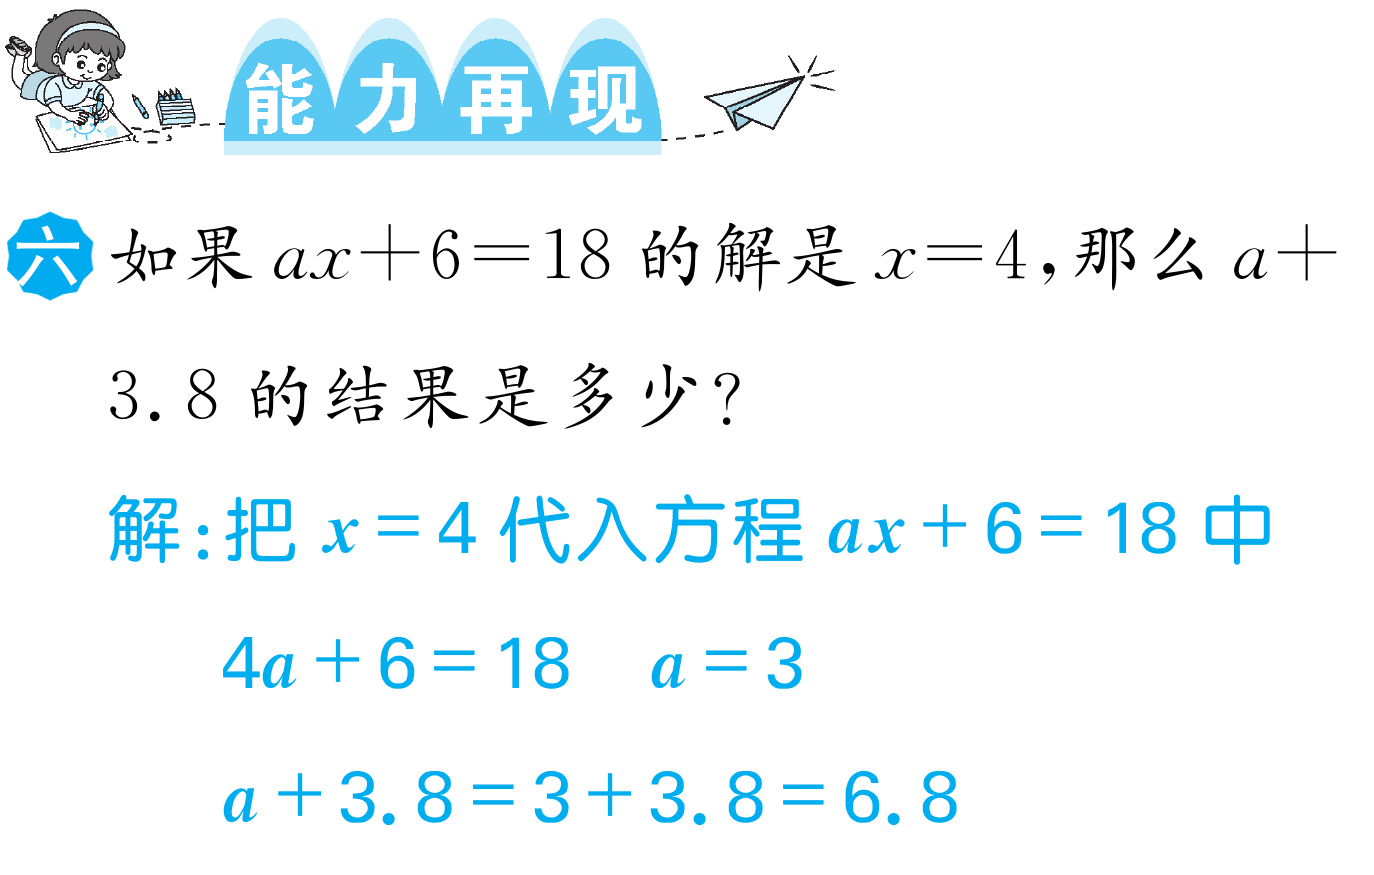 能力再现
六 如果 ax+6=18 的解是 x=4,那么 a+
3.8 的结果是多少?
解:把 x=4 代入方程 ax+6=18 中
4a+6=18 a=3
a+3.8=3+3.8=6.8